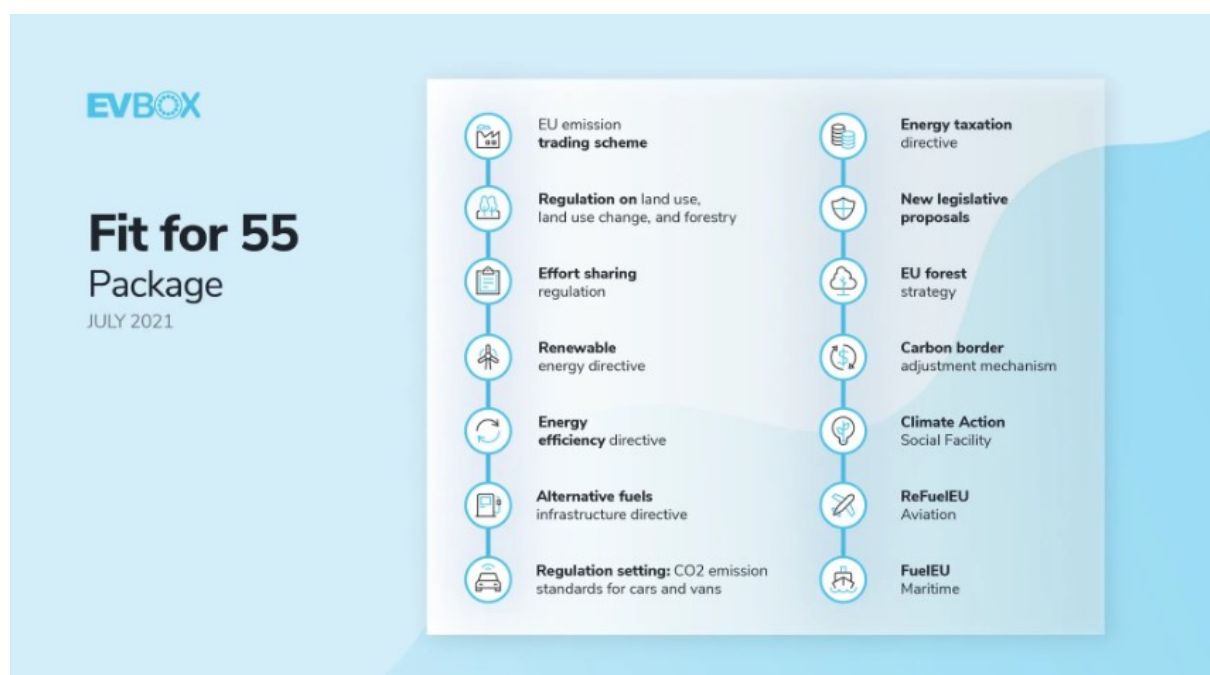 EVBOX
Fit for 55
Package
JULY 2021
EU emission
trading scheme
Regulation on land use,
land use change, and forestry
Effort sharing
regulation
Renewable
energy directive
Energy
efficiency directive
Alternative fuels
infrastructure directive
Regulation setting: CO2 emission
standards for cars and vans
Energy taxation
directive
New legislative
proposals
EU forest
strategy
Carbon border
adjustment mechanism
Climate Action
Social Facility
ReFuelEU
Aviation
FuelEU
Maritime